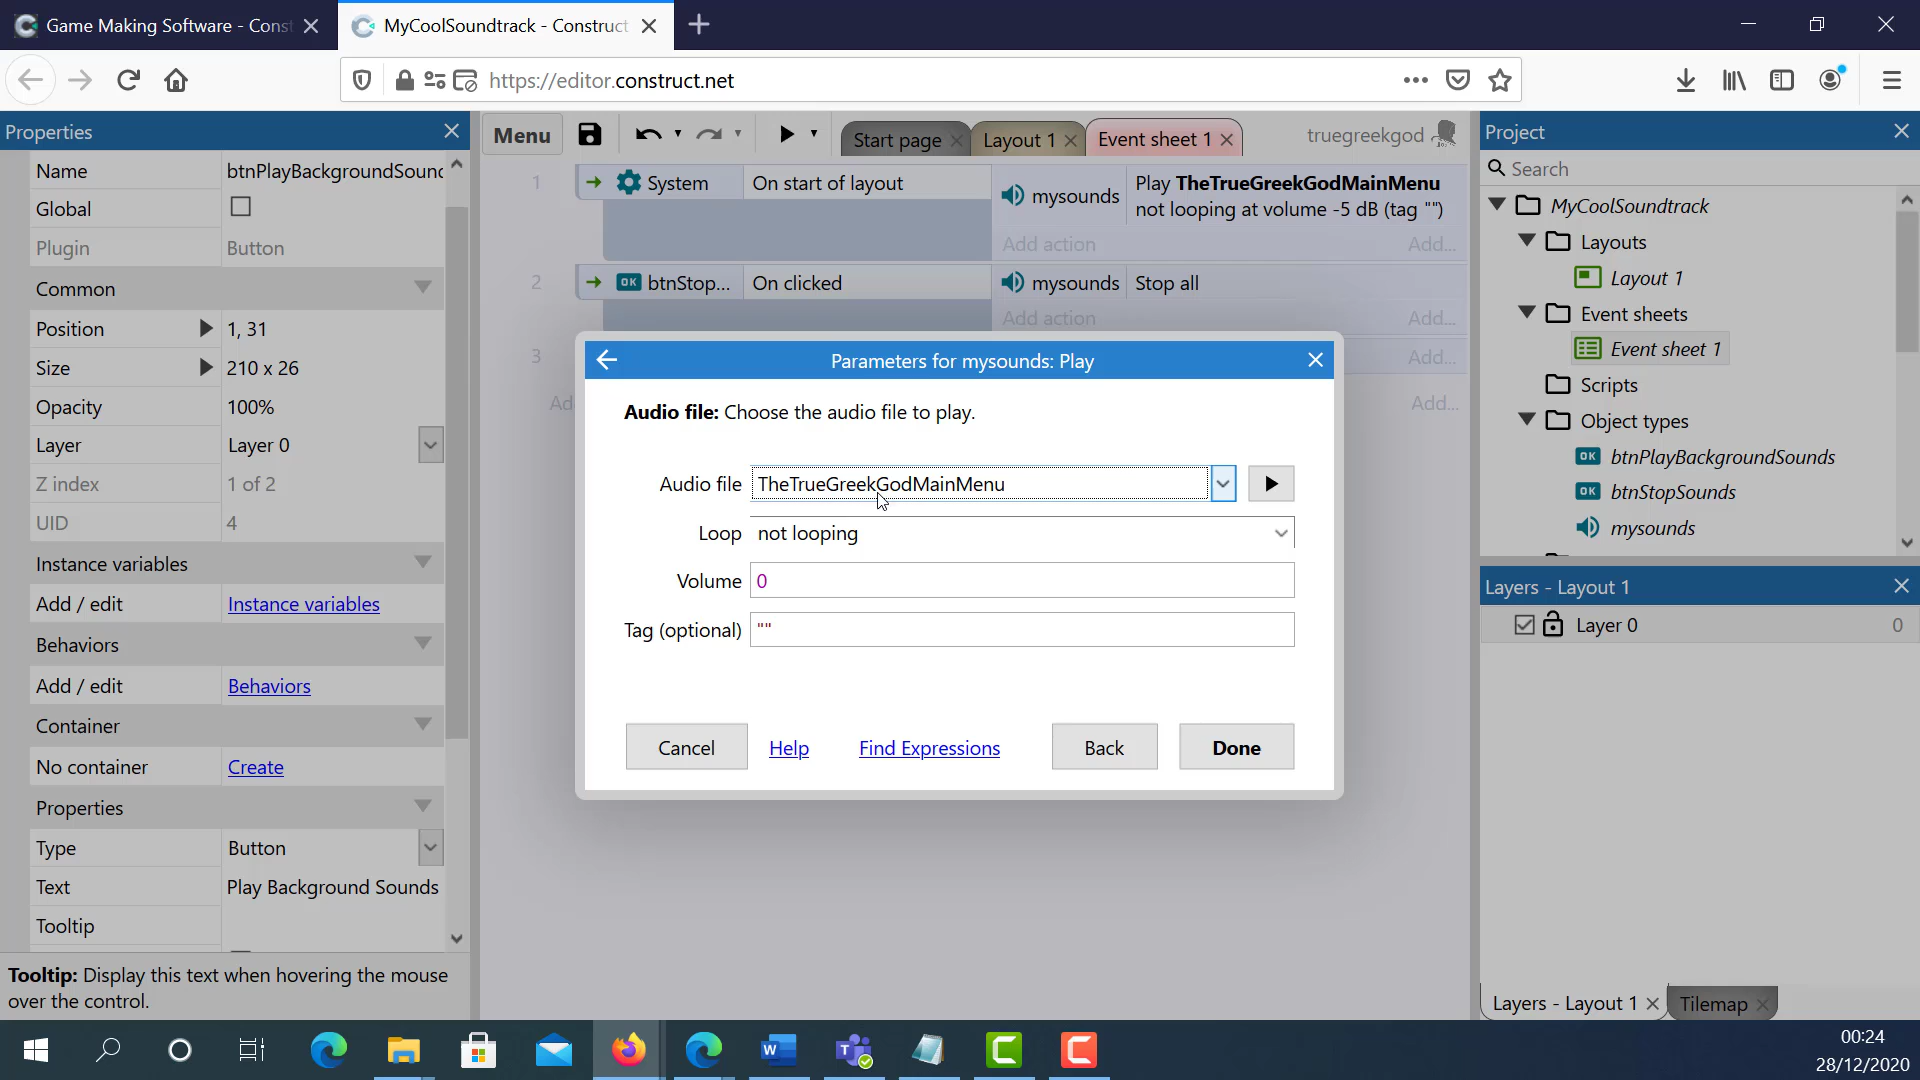 Game Making Software - Const
MyCoolSoundtrack - Construct
https://editor.construct.net
Properties
Name btnPlayBackgroundSound
Global
Plugin Button
Common
Position 1, 31
Size 210 x 26
Opacity 100%
Layer Layer 0
Z index 1 of 2
UID 4
Instance variables
Add / edit Instance variables
Behaviors
Add / edit Behaviors
Container
No container Create
Properties
Type Button
Text Play Background Sounds
Tooltip
Tooltip: Display this text when hovering the mouse
over the control.
Menu
Start page
Layout 1
Event sheet 1
truegreekgod
1 System On start of layout mysounds Play TheTrueGreekGodMainMenu
not looping at volume -5 dB (tag "")
Add action Add...
2 OK btnStop... On clicked mysounds Stop all
Add action Add...
3 Add...
Ad Add...
Parameters for mysounds: Play
Audio file: Choose the audio file to play.
Audio file TheTrueGreekGodMainMenu
Loop not looping
Volume 0
Tag (optional) ""
Cancel Help Find Expressions Back Done
Project
Search
MyCoolSoundtrack
Layouts
Layout 1
Event sheets
Event sheet 1
Scripts
Object types
OK btnPlayBackgroundSounds
OK btnStopSounds
mysounds
Layers - Layout 1
Layer 0 0
Layers - Layout 1 Tilemap
00:24
28/12/2020